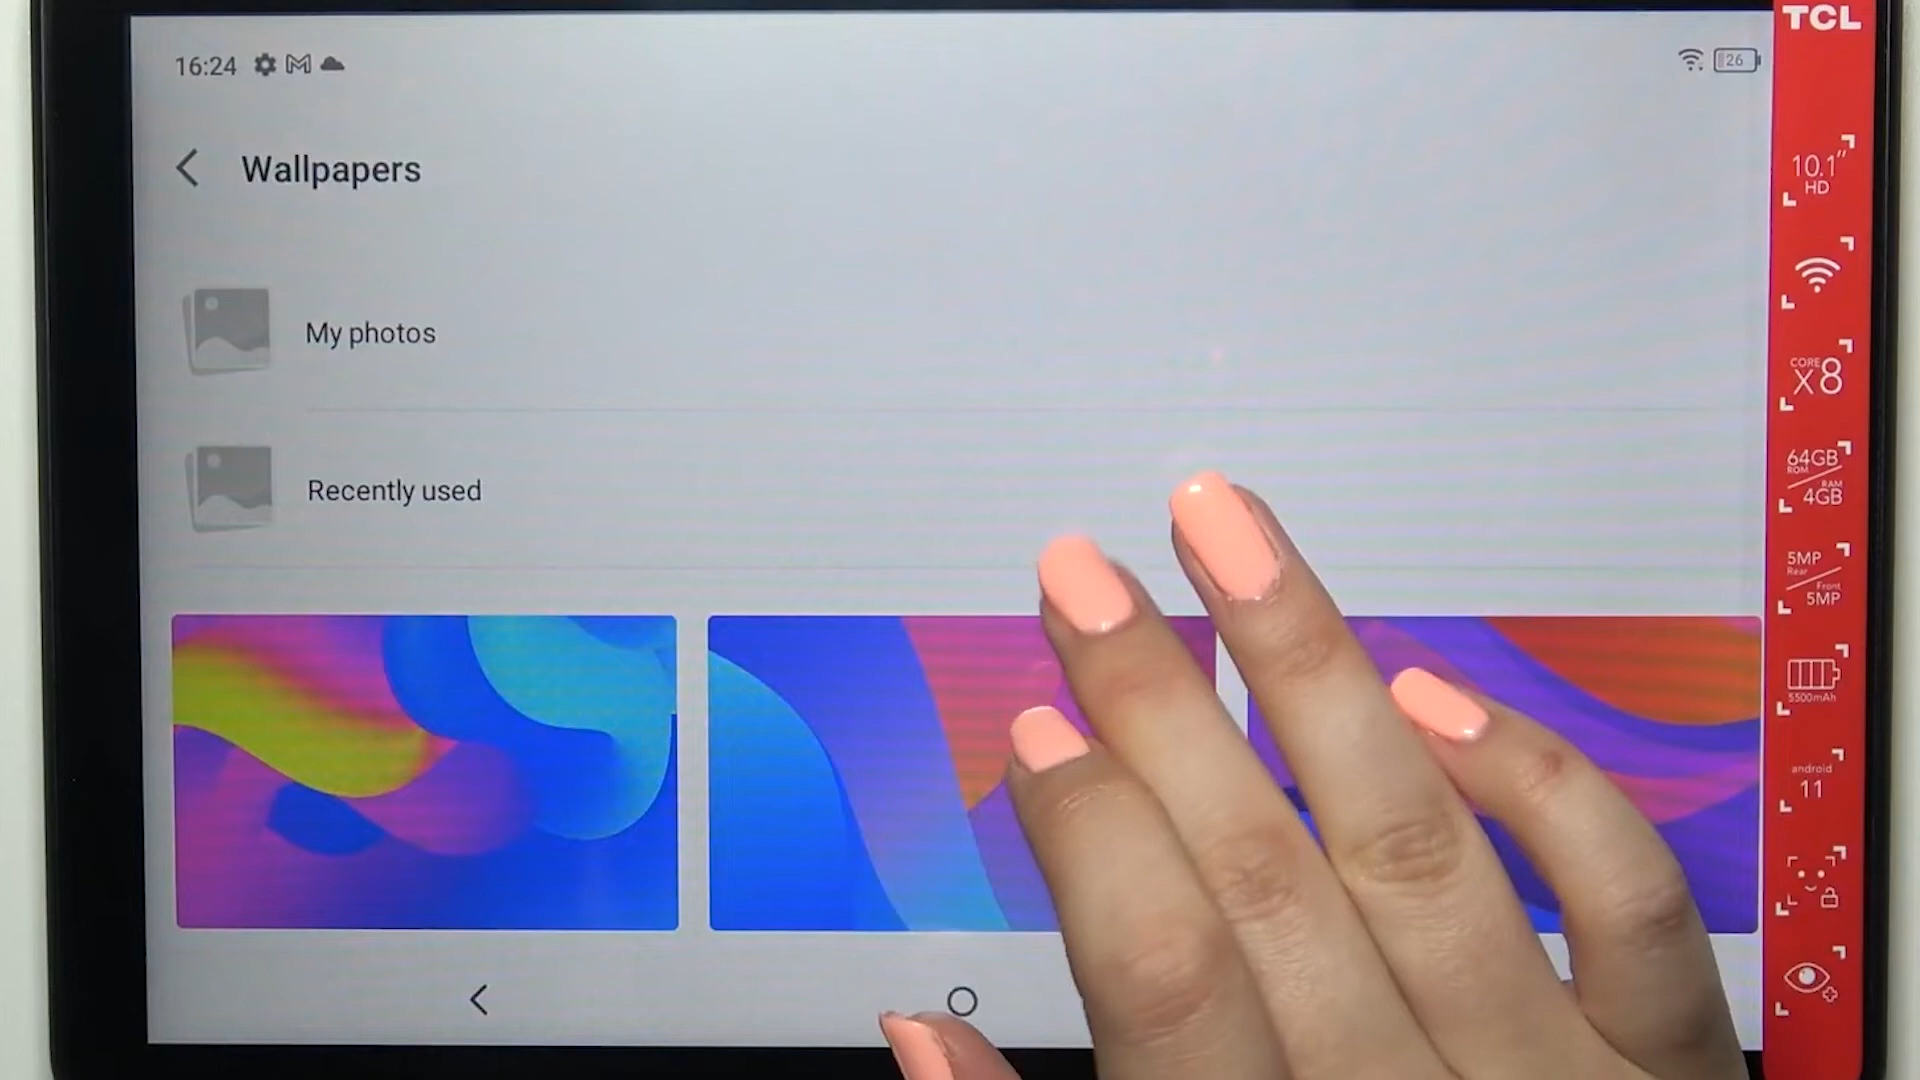 16:24
26
Wallpapers
My photos
Recently used
TCL
10.1”
HD
CORE
X8
64GB
ROM
RAM
4GB
5MP
Rear
Front
5MP
5500mAh
android
11